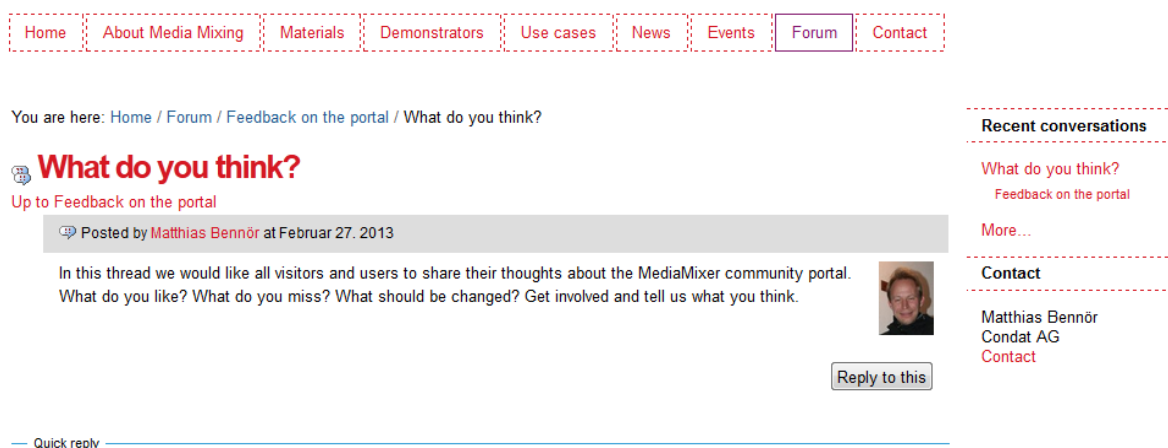 Home About Media Mixing Materials Demonstrators Use cases News Events Forum Contact
You are here: Home / Forum / Feedback on the portal / What do you think?
What do you think?
Up to Feedback on the portal
Posted by Matthias Bennör at Februar 27. 2013
In this thread we would like all visitors and users to share their thoughts about the MediaMixer community portal.
What do you like? What do you miss? What should be changed? Get involved and tell us what you think.
Reply to this
Quick reply
Recent conversations
What do you think?
Feedback on the portal
More...
Contact
Matthias Bennör
Condat AG
Contact